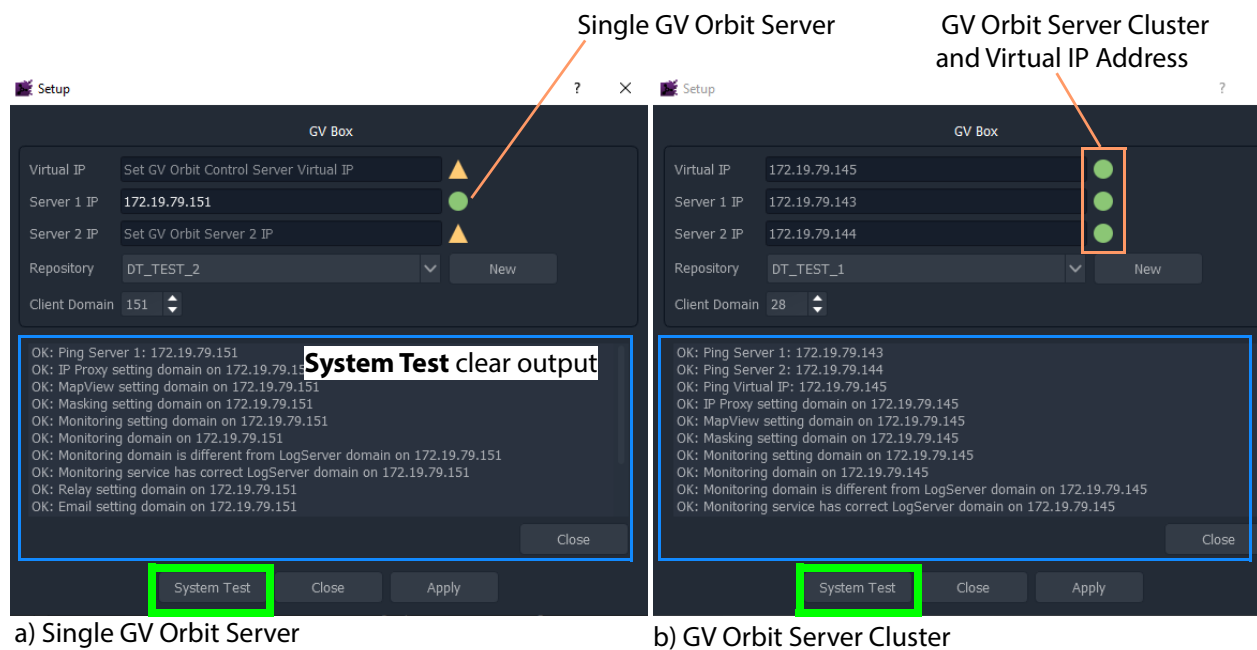 Single GV Orbit Server
GV Orbit Server Cluster
and Virtual IP Address
Setup
?
×
GV Box
Virtual IP
Set GV Orbit Control Server Virtual IP
Server 1 IP
172.19.79.151
Server 2 IP
Set GV Orbit Server 2 IP
Repository
DT_TEST_2
New
Client Domain
151
OK: Ping Server 1: 172.19.79.151
OK: IP Proxy setting domain on 172.19.79.15
System Test clear output
OK: MapView setting domain on 172.19.79.151
OK: Masking setting domain on 172.19.79.151
OK: Monitoring setting domain on 172.19.79.151
OK: Monitoring domain on 172.19.79.151
OK: Monitoring domain is different from LogServer domain on 172.19.79.151
OK: Monitoring service has correct LogServer domain on 172.19.79.151
OK: Relay setting domain on 172.19.79.151
OK: Email setting domain on 172.19.79.151
Close
System Test
Close
Apply
a) Single GV Orbit Server
Setup
?
GV Box
Virtual IP
172.19.79.145
Server 1 IP
172.19.79.143
Server 2 IP
172.19.79.144
Repository
DT_TEST_1
New
Client Domain
28
OK: Ping Server 1: 172.19.79.143
OK: Ping Server 2: 172.19.79.144
OK: Ping Virtual IP: 172.19.79.145
OK: IP Proxy setting domain on 172.19.79.145
OK: MapView setting domain on 172.19.79.145
OK: Masking setting domain on 172.19.79.145
OK: Monitoring setting domain on 172.19.79.145
OK: Monitoring domain on 172.19.79.145
OK: Monitoring domain is different from LogServer domain on 172.19.79.145
OK: Monitoring service has correct LogServer domain on 172.19.79.145
Close
System Test
Close
Apply
b) GV Orbit Server Cluster